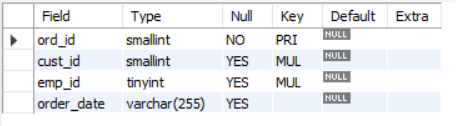 Field Type Null Key Default Extra
ord_id smallint NO PRI NULL
cust_id smallint YES MUL NULL
emp_id tinyint YES MUL NULL
order_date varchar(255) YES NULL